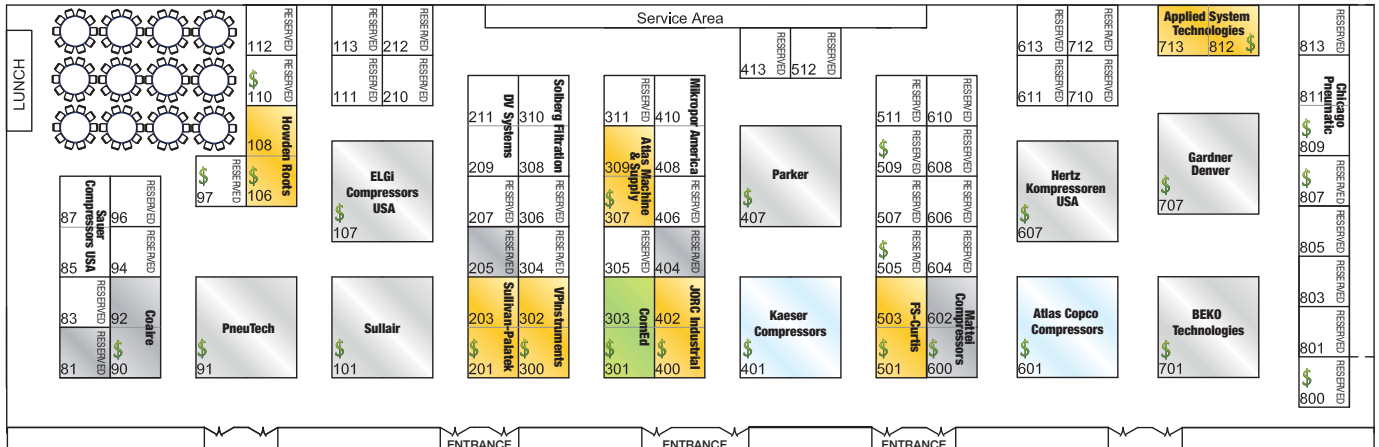 Service Area
LUNCH
RESERVED
112
RESERVED
$
110
Howden Roots
108
$
106
RESERVED
$
97
RESERVED
113
RESERVED
212
RESERVED
111
RESERVED
210
ELGi
Compressors
USA
$
107
Sauer
Compressors USA
87
85
RESERVED
96
RESERVED
94
RESERVED
83
RESERVED
81
Coaire
92
$
90
PneuTech
$
91
Sullair
$
101
DV Systems
211
209
Solberg Filtration
310
308
RESERVED
207
RESERVED
306
RESERVED
205
RESERVED
304
Sullivan-Palatek
203
$
201
VPInstruments
302
$
300
RESERVED
311
Mikropor America
410
408
Atlas Machine
& Supply
309
$
307
RESERVED
406
RESERVED
305
RESERVED
404
ComEd
303
$
301
JORC Industrial
402
$
400
RESERVED
413
RESERVED
512
Parker
$
407
Kaeser
Compressors
$
401
RESERVED
511
RESERVED
610
RESERVED
$
509
RESERVED
608
RESERVED
507
RESERVED
606
RESERVED
$
505
RESERVED
604
FS-Curtis
503
$
501
Mattei
Compressors
602
$
600
RESERVED
613
RESERVED
712
RESERVED
611
RESERVED
710
Hertz
Kompressoren
USA
$
607
Atlas Copco
Compressors
$
601
Applied System
Technologies
713
812
$
Gardner
Denver
$
707
BEKO
Technologies
$
701
RESERVED
813
Chicago
Pneumatic
811
$
809
RESERVED
$
807
RESERVED
805
RESERVED
803
RESERVED
801
RESERVED
$
800
ENTRANCE
ENTRANCE
ENTRANCE